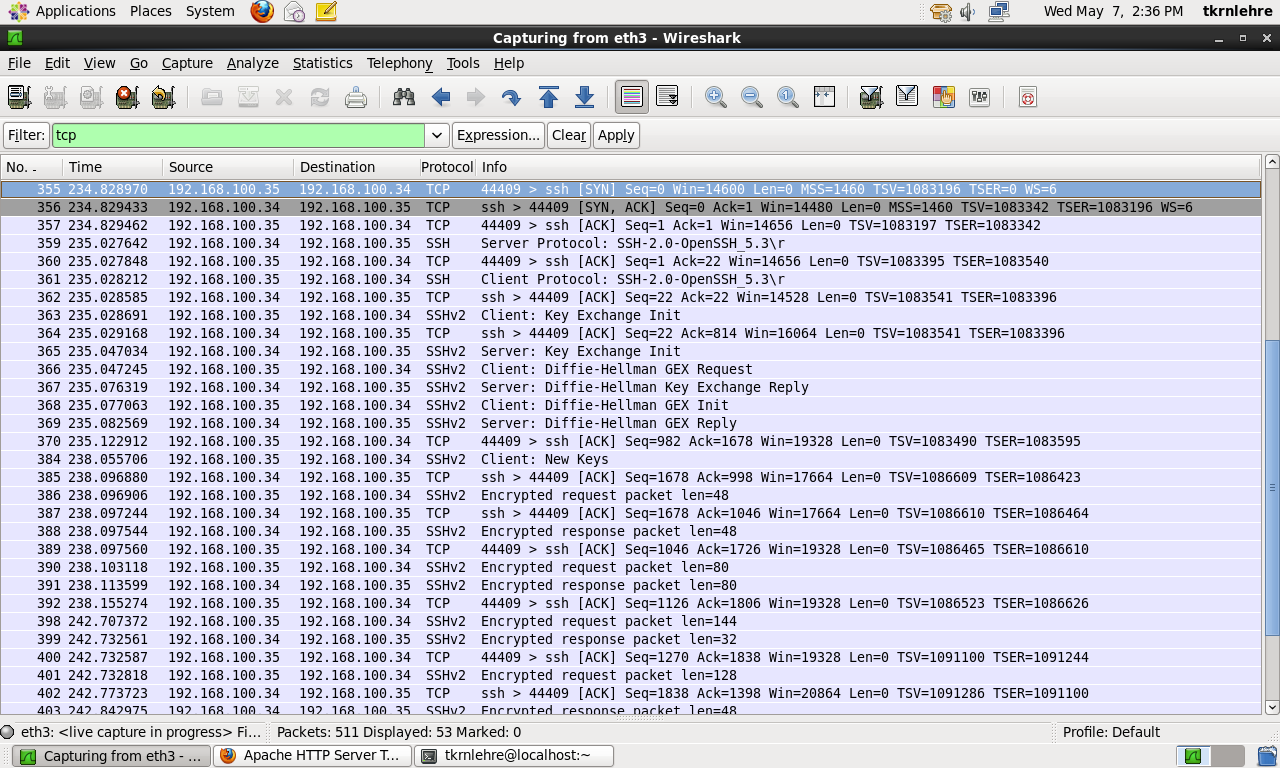 Applications Places System Wed May 7, 2:36 PM tkrnlehre
Capturing from eth3 - Wireshark
File Edit View Go Capture Analyze Statistics Telephony Tools Help
Filter: tcp Expression... Clear Apply
No. . Time Source Destination Protocol Info
355 234.828970 192.168.100.35 192.168.100.34 TCP 44409 > ssh [SYN] Seq=0 Win=14600 Len=0 MSS=1460 TSV=1083196 TSER=0 WS=6
356 234.829433 192.168.100.34 192.168.100.35 TCP ssh > 44409 [SYN, ACK] Seq=0 Ack=1 Win=14480 Len=0 MSS=1460 TSV=1083342 TSER=1083196 WS=6
357 234.829462 192.168.100.35 192.168.100.34 TCP 44409 > ssh [ACK] Seq=1 Ack=1 Win=14656 Len=0 TSV=1083197 TSER=1083342
359 235.027642 192.168.100.34 192.168.100.35 SSH Server Protocol: SSH-2.0-OpenSSH_5.3\r
360 235.027848 192.168.100.35 192.168.100.34 TCP 44409 > ssh [ACK] Seq=1 Ack=22 Win=14656 Len=0 TSV=1083395 TSER=1083540
361 235.028212 192.168.100.35 192.168.100.34 SSH Client Protocol: SSH-2.0-OpenSSH_5.3\r
362 235.028585 192.168.100.34 192.168.100.35 TCP ssh > 44409 [ACK] Seq=22 Ack=22 Win=14528 Len=0 TSV=1083541 TSER=1083396
363 235.028691 192.168.100.35 192.168.100.34 SSHv2 Client: Key Exchange Init
364 235.029168 192.168.100.34 192.168.100.35 TCP ssh > 44409 [ACK] Seq=22 Ack=814 Win=16064 Len=0 TSV=1083541 TSER=1083396
365 235.047034 192.168.100.34 192.168.100.35 SSHv2 Server: Key Exchange Init
366 235.047245 192.168.100.35 192.168.100.34 SSHv2 Client: Diffie-Hellman GEX Request
367 235.076319 192.168.100.34 192.168.100.35 SSHv2 Server: Diffie-Hellman Key Exchange Reply
368 235.077063 192.168.100.35 192.168.100.34 SSHv2 Client: Diffie-Hellman GEX Init
369 235.082569 192.168.100.34 192.168.100.35 SSHv2 Server: Diffie-Hellman GEX Reply
370 235.122912 192.168.100.35 192.168.100.34 TCP 44409 > ssh [ACK] Seq=982 Ack=1678 Win=19328 Len=0 TSV=1083490 TSER=1083595
384 238.055706 192.168.100.35 192.168.100.34 SSHv2 Client: New Keys
385 238.096880 192.168.100.34 192.168.100.35 TCP ssh > 44409 [ACK] Seq=1678 Ack=998 Win=17664 Len=0 TSV=1086609 TSER=1086423
386 238.096906 192.168.100.35 192.168.100.34 SSHv2 Encrypted request packet len=48
387 238.097244 192.168.100.34 192.168.100.35 TCP ssh > 44409 [ACK] Seq=1678 Ack=1046 Win=17664 Len=0 TSV=1086610 TSER=1086464
388 238.097544 192.168.100.34 192.168.100.35 SSHv2 Encrypted response packet len=48
389 238.097560 192.168.100.35 192.168.100.34 TCP 44409 > ssh [ACK] Seq=1046 Ack=1726 Win=19328 Len=0 TSV=1086465 TSER=1086610
390 238.103118 192.168.100.35 192.168.100.34 SSHv2 Encrypted request packet len=80
391 238.113599 192.168.100.34 192.168.100.35 SSHv2 Encrypted response packet len=80
392 238.155274 192.168.100.35 192.168.100.34 TCP 44409 > ssh [ACK] Seq=1126 Ack=1806 Win=19328 Len=0 TSV=1086523 TSER=1086626
398 242.707372 192.168.100.35 192.168.100.34 SSHv2 Encrypted request packet len=144
399 242.732561 192.168.100.34 192.168.100.35 SSHv2 Encrypted response packet len=32
400 242.732587 192.168.100.35 192.168.100.34 TCP 44409 > ssh [ACK] Seq=1270 Ack=1838 Win=19328 Len=0 TSV=1091100 TSER=1091244
401 242.732818 192.168.100.35 192.168.100.34 SSHv2 Encrypted request packet len=128
402 242.773723 192.168.100.34 192.168.100.35 TCP ssh > 44409 [ACK] Seq=1838 Ack=1398 Win=20864 Len=0 TSV=1091286 TSER=1091100
403 242.842975 192.168.100.34 192.168.100.35 SSHv2 Encrypted response packet len=48
eth3: <live capture in progress> Fi... Packets: 511 Displayed: 53 Marked: 0 Profile: Default
Capturing from eth3 - ... Apache HTTP Server T... tkrnlehre@localhost:~